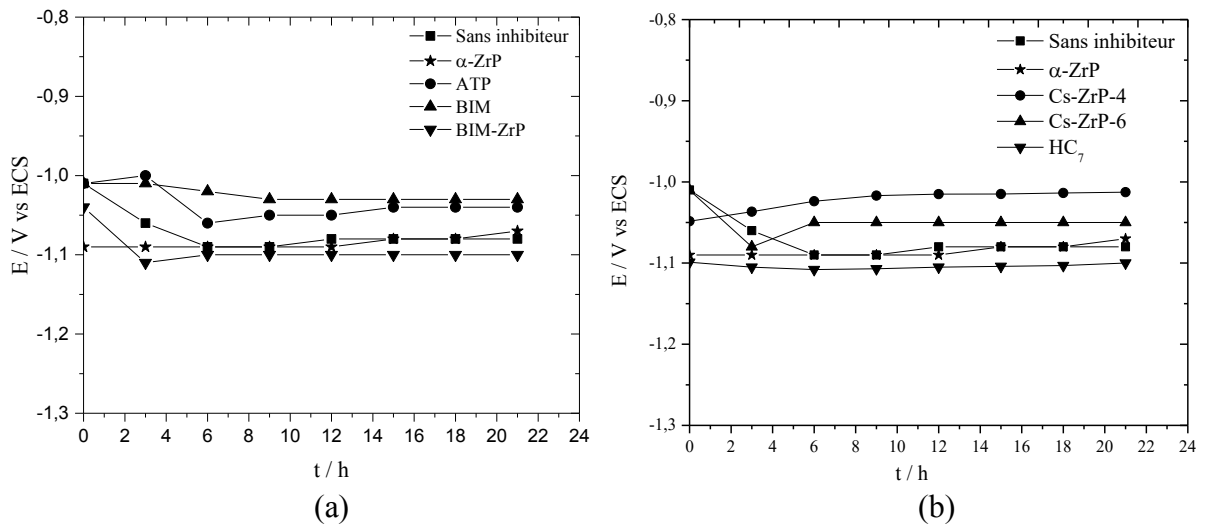 -0,8
-0,9
-1,0
-1,1
-1,2
-1,3
E / V vs ECS
0 2 4 6 8 10 12 14 16 18 20 22 24
t / h
Sans inhibiteur
α-ZrP
ATP
BIM
BIM-ZrP
(a)
-0,8
-0,9
-1,0
-1,1
-1,2
-1,3
E / V vs ECS
0 2 4 6 8 10 12 14 16 18 20 22 24
t / h
Sans inhibiteur
α-ZrP
Cs-ZrP-4
Cs-ZrP-6
HC₇
(b)